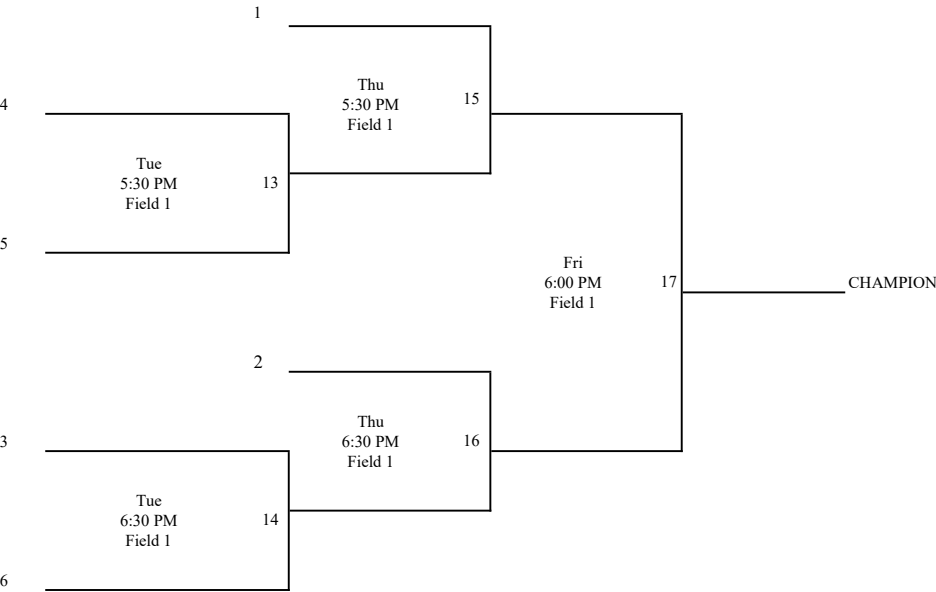 1
Thu
5:30 PM
Field 1
15
4
Tue
5:30 PM
Field 1
13
5
Fri
6:00 PM
Field 1
17
CHAMPION
2
Thu
6:30 PM
Field 1
16
3
Tue
6:30 PM
Field 1
14
6